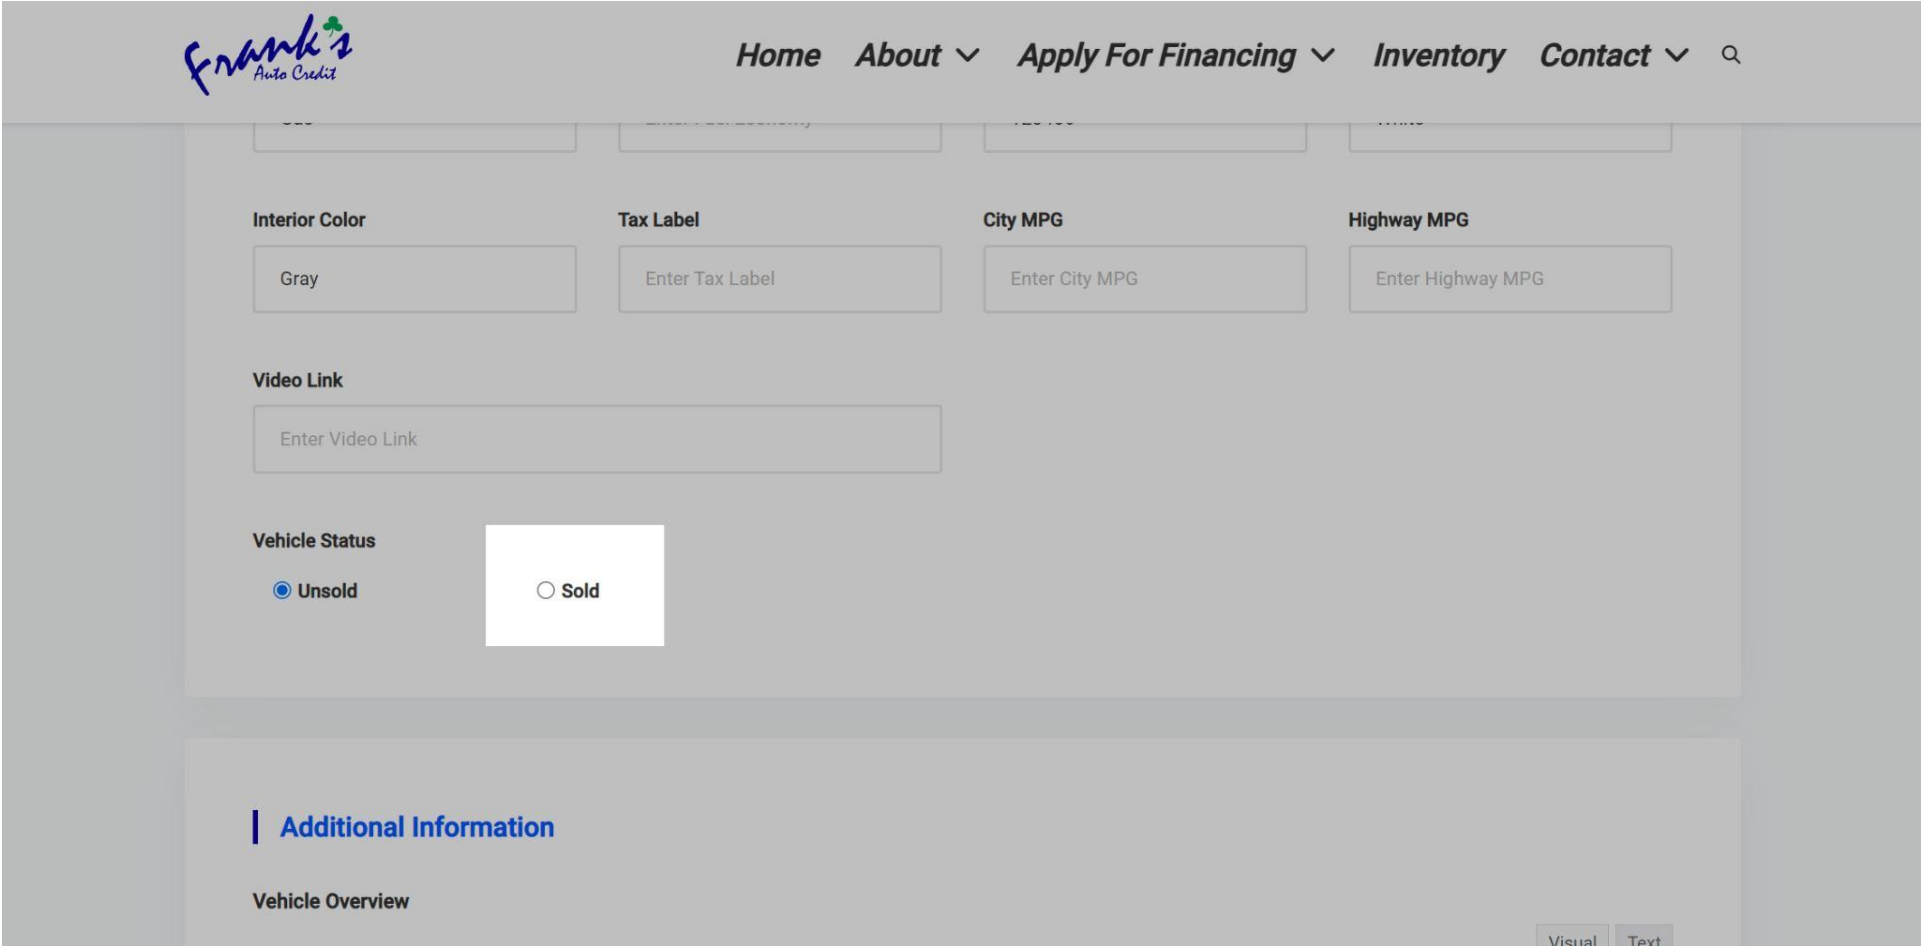 Frank's
Auto Credit
Home About Apply For Financing Inventory Contact
Interior Color Tax Label City MPG Highway MPG
Gray Enter Tax Label Enter City MPG Enter Highway MPG
Video Link
Enter Video Link
Vehicle Status
Unsold Sold
Additional Information
Vehicle Overview
Visual Text